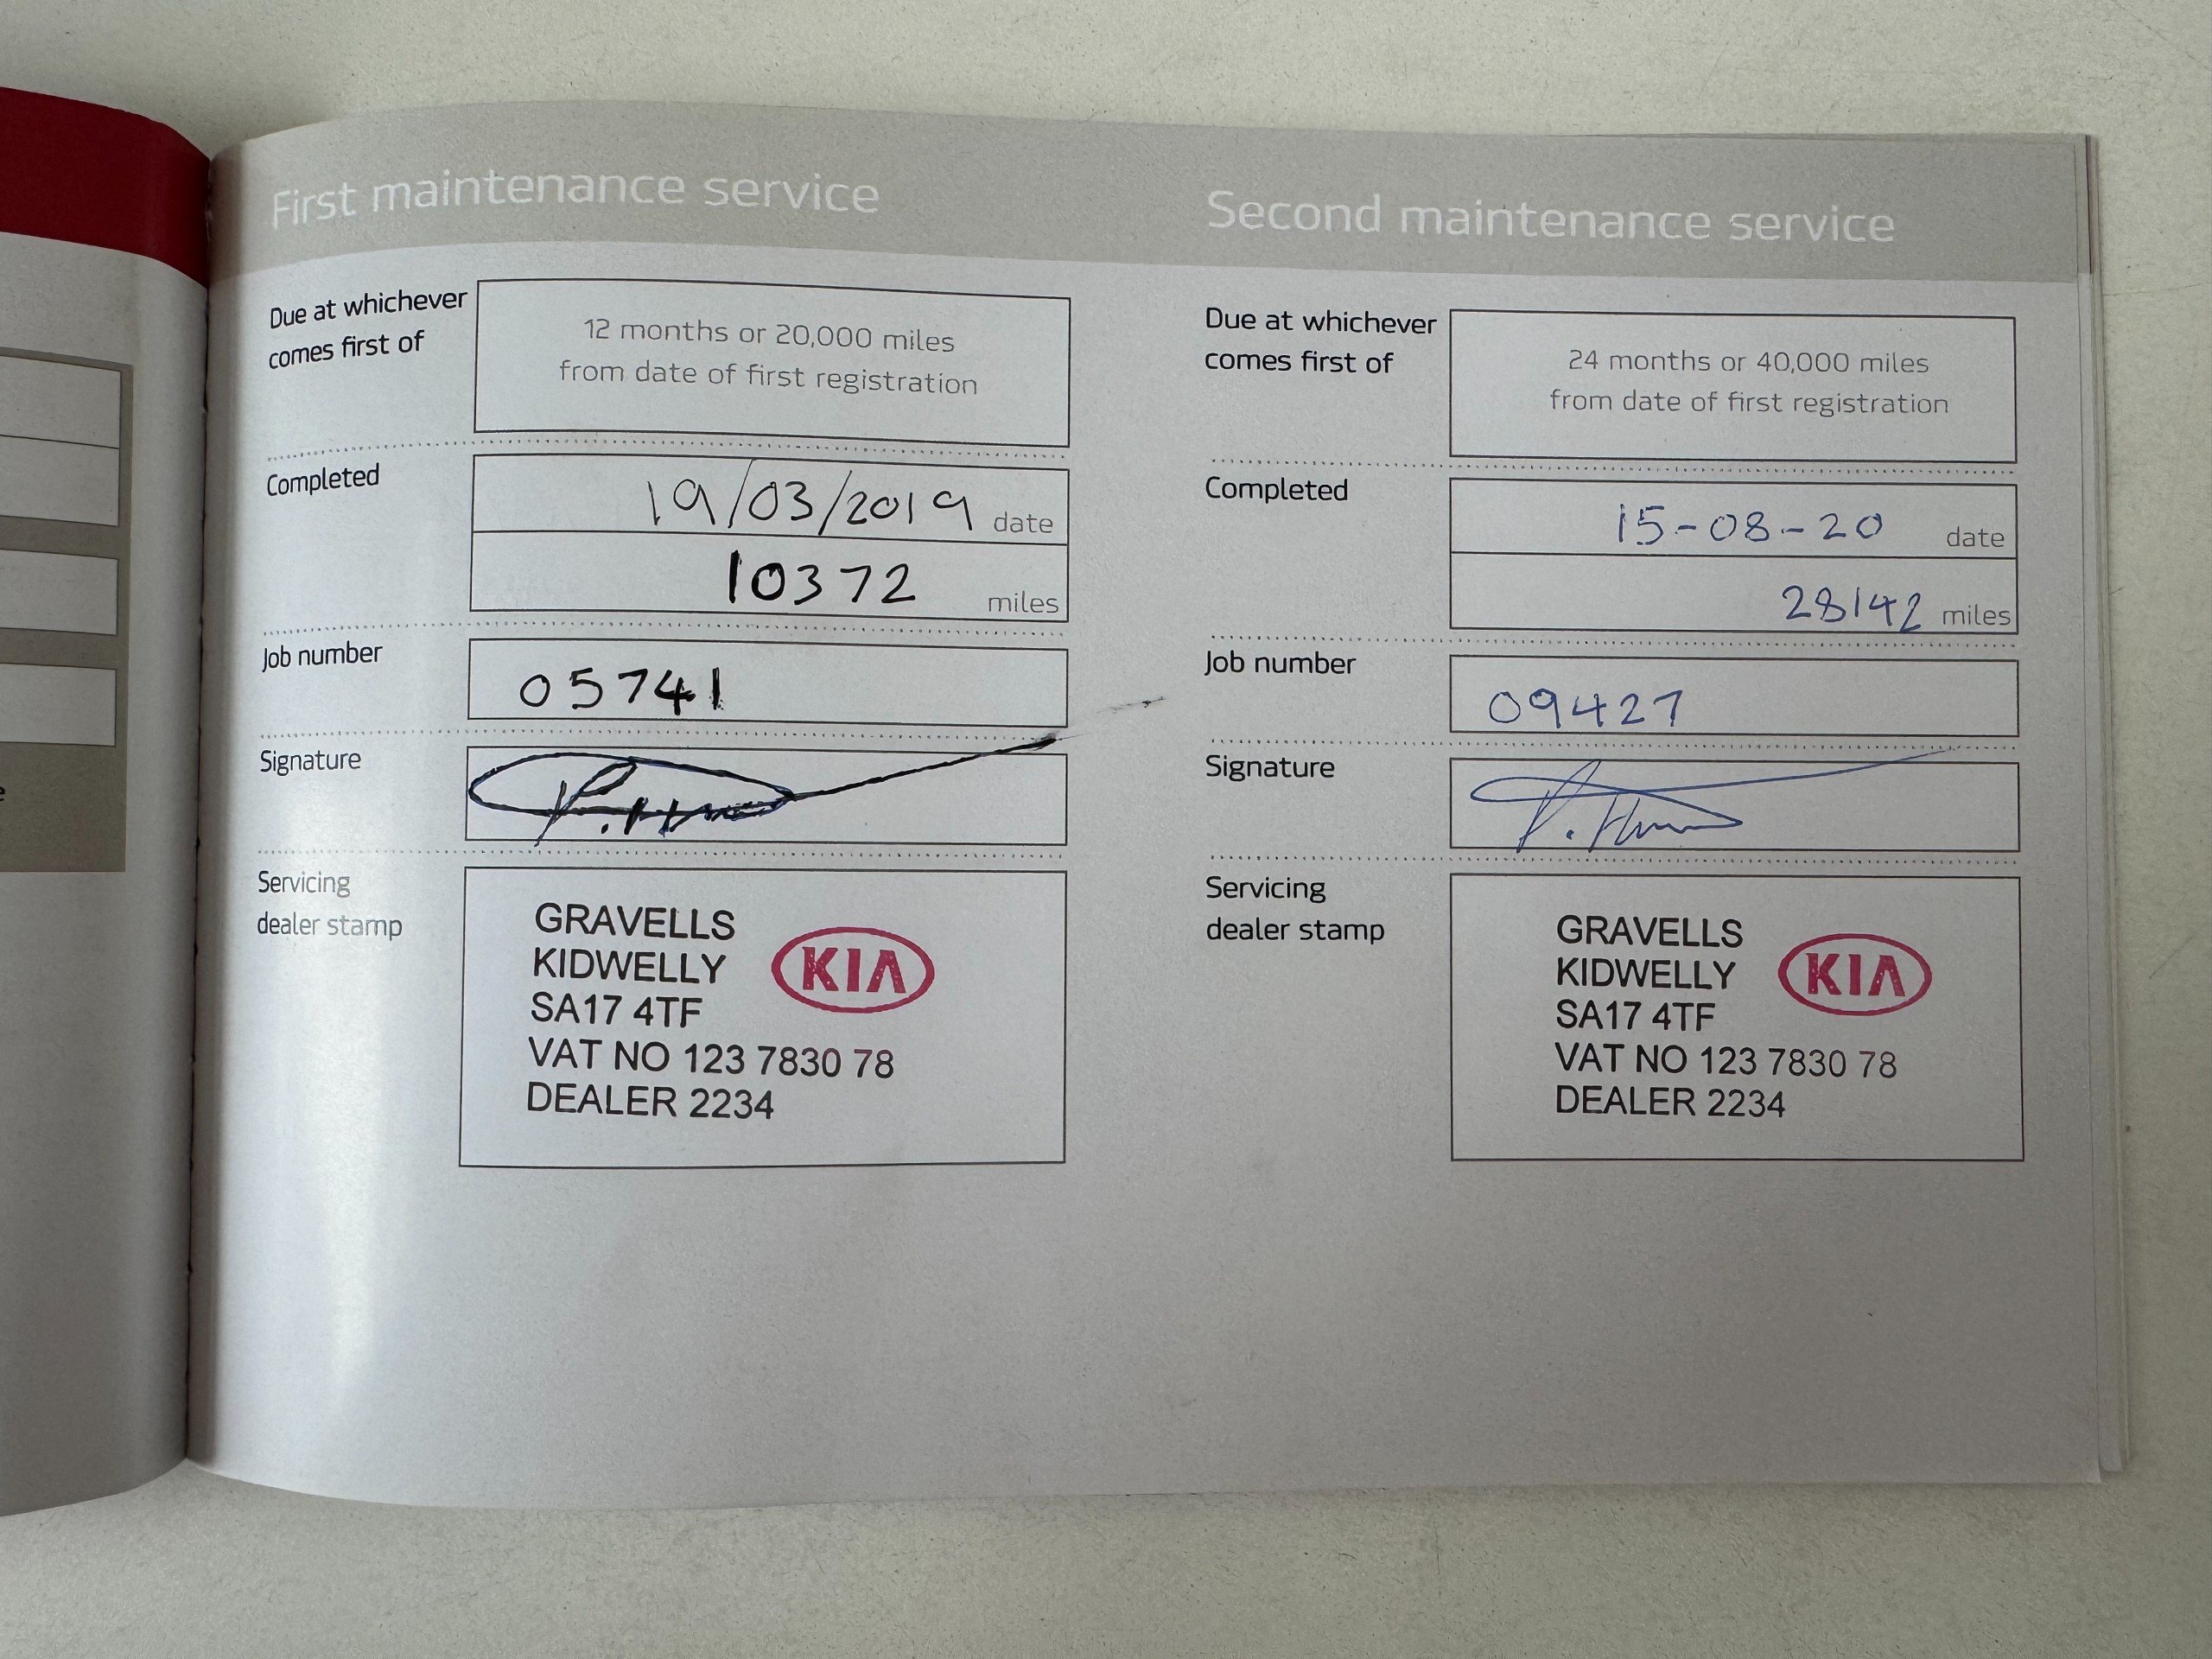 First maintenance service
Due at whichever
comes first of
12 months or 20,000 miles
from date of first registration
Completed
19/03/2019 date
10372 miles
Job number
05741
Signature
Servicing
dealer stamp
GRAVELLS
KIDWELLY
SA17 4TF
VAT NO 123 7830 78
DEALER 2234
KIA
Second maintenance service
Due at whichever
comes first of
24 months or 40,000 miles
from date of first registration
Completed
15-08-20 date
28142 miles
Job number
09427
Signature
Servicing
dealer stamp
GRAVELLS
KIDWELLY
SA17 4TF
VAT NO 123 7830 78
DEALER 2234
KIA